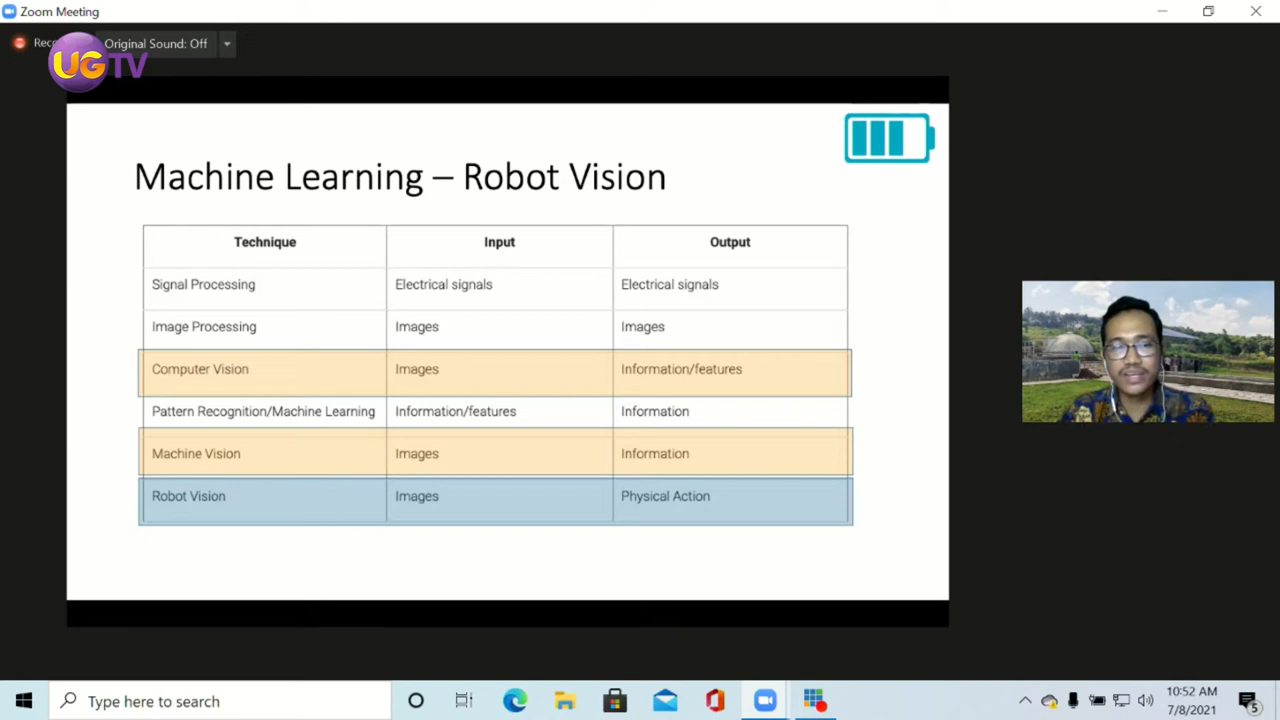 Zoom Meeting
Original Sound: Off
UGTV
Machine Learning – Robot Vision
Technique Input Output
Signal Processing Electrical signals Electrical signals
Image Processing Images Images
Computer Vision Images Information/features
Pattern Recognition/Machine Learning Information/features Information
Machine Vision Images Information
Robot Vision Images Physical Action
Type here to search
10:52 AM
7/8/2021
5